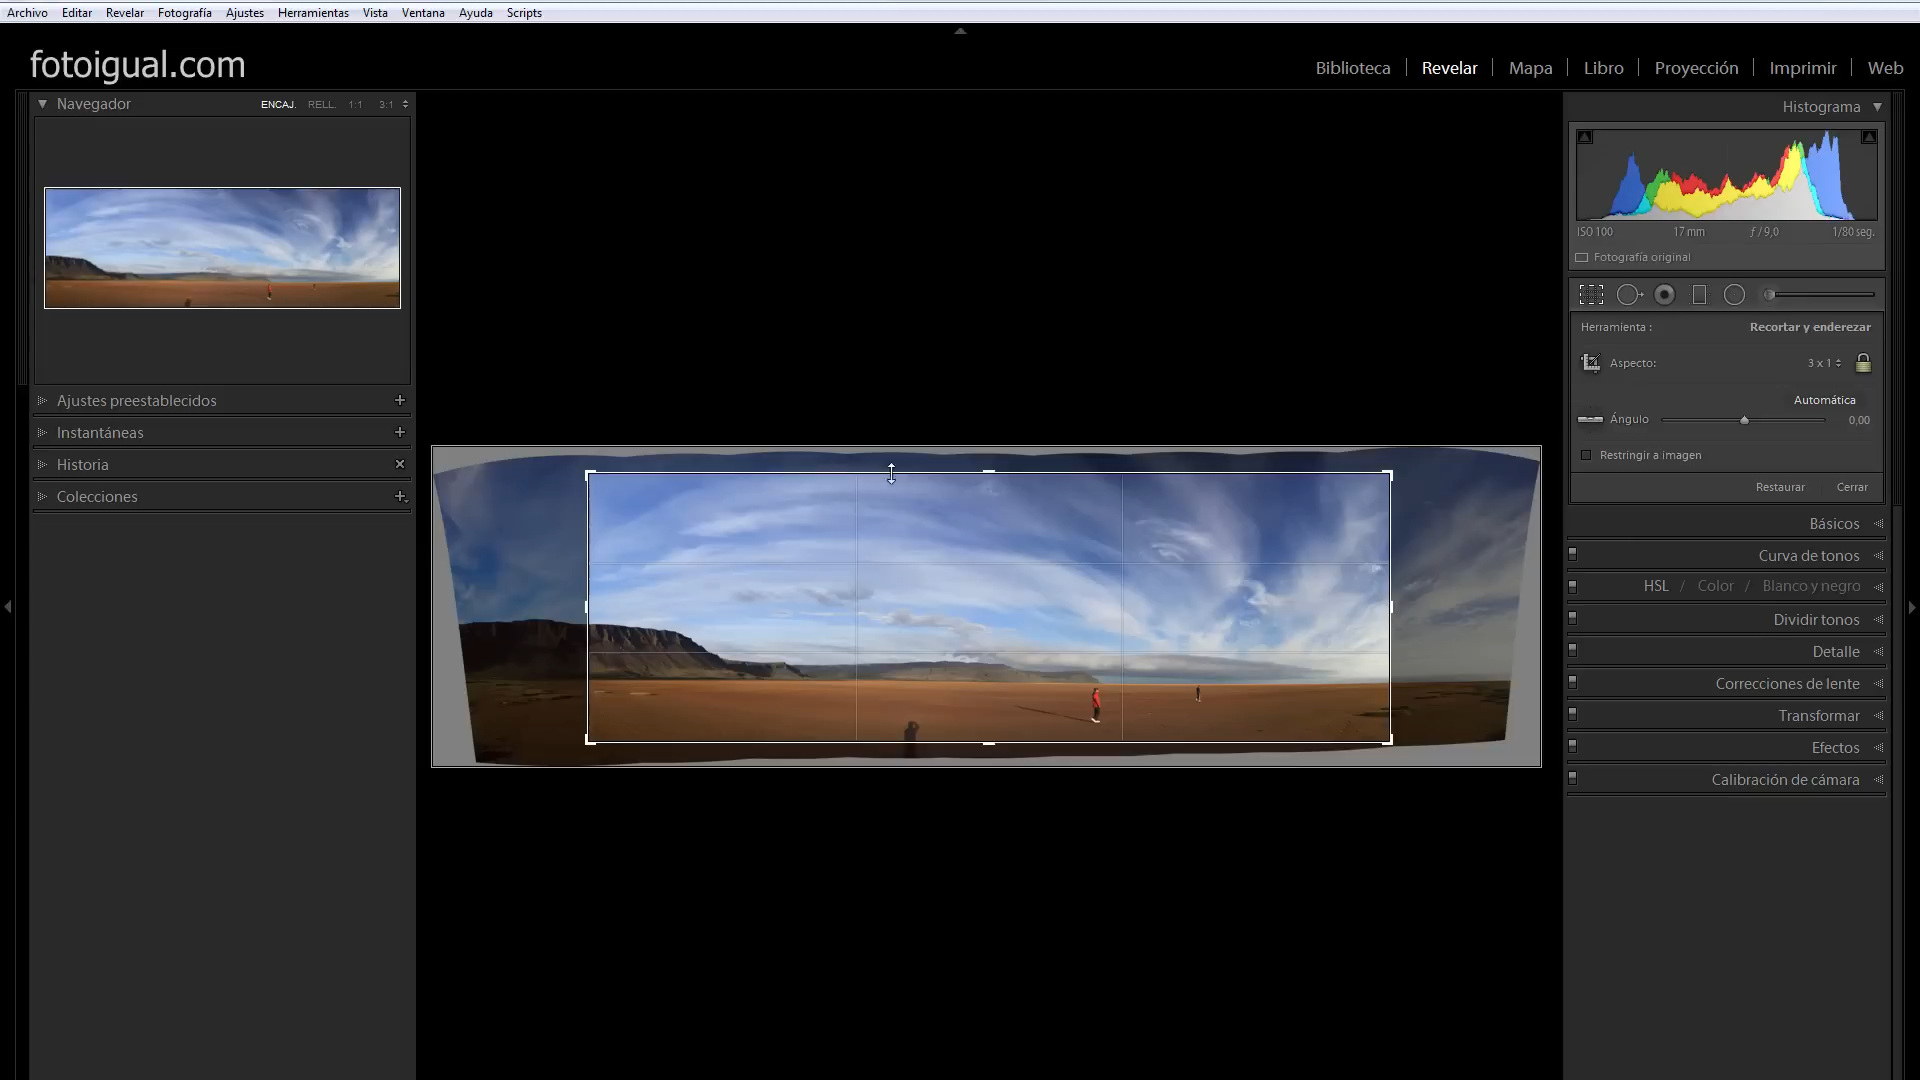 Archivo Editar Revelar Fotografía Ajustes Herramientas Vista Ventana Ayuda Scripts
fotoigual.com
Biblioteca Revelar Mapa Libro Proyección Imprimir Web
Navegador ENCAJ. RELL. 1:1 3:1
Ajustes preestablecidos
Instantáneas
Historia
Colecciones
Histograma
ISO 100 17 mm ƒ / 9,0 1/80 seg.
Fotografía original
Herramienta : Recortar y enderezar
Aspecto: 3 x 1
Automática
Ángulo 0,00
Restringir a imagen
Restaurar Cerrar
Básicos
Curva de tonos
HSL / Color / Blanco y negro
Dividir tonos
Detalle
Correcciones de lente
Transformar
Efectos
Calibración de cámara